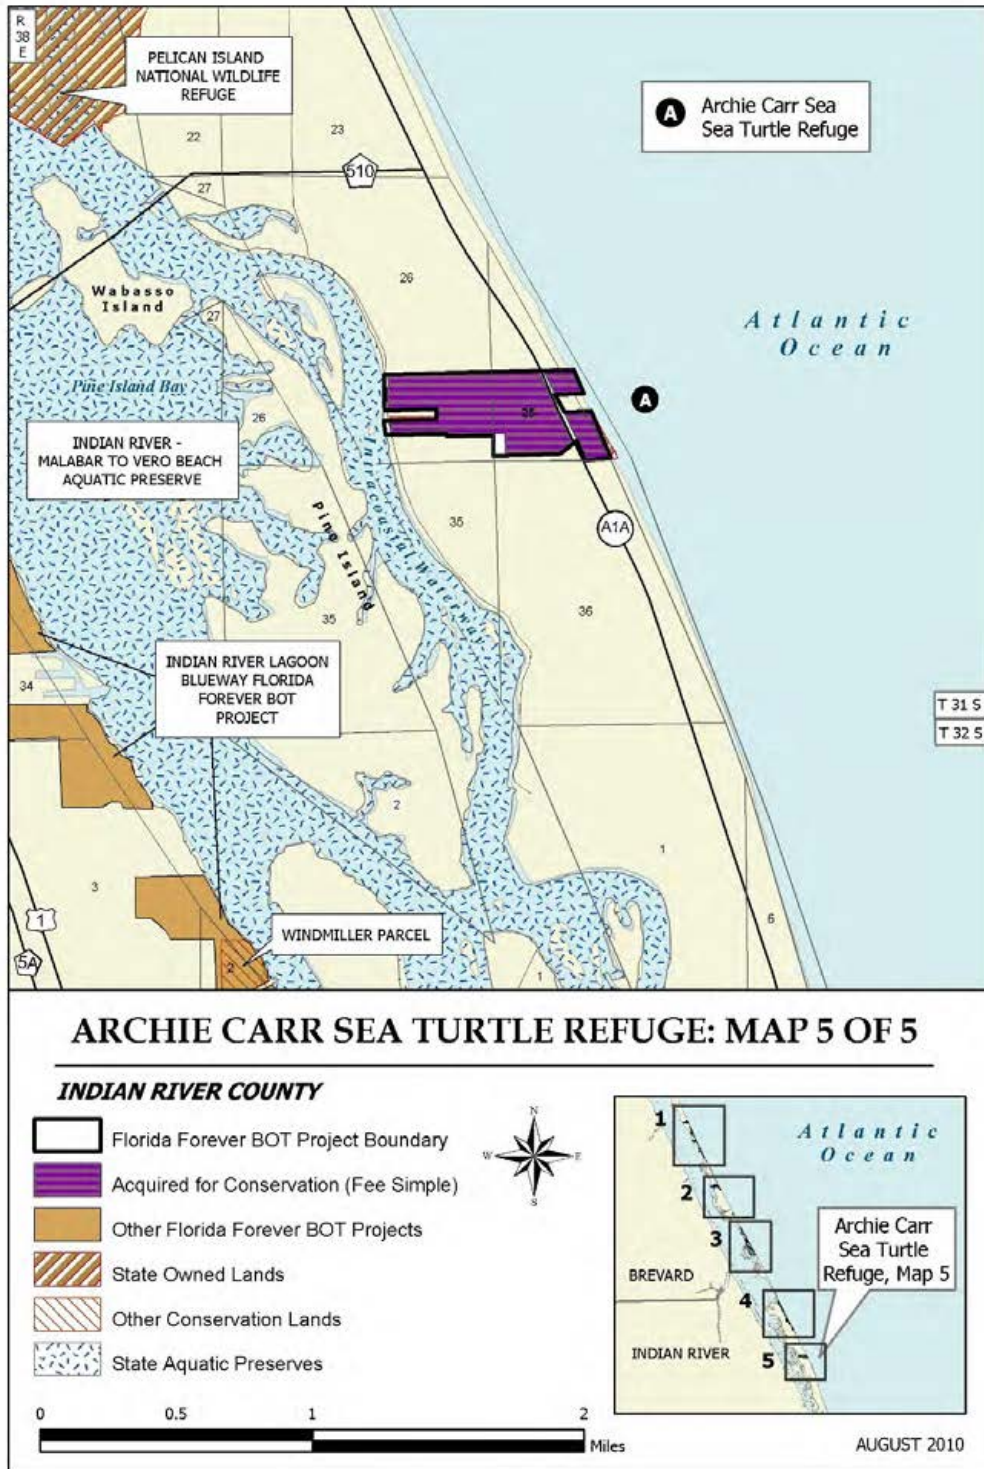 R
38
E
PELICAN ISLAND
NATIONAL WILDLIFE
REFUGE
A
Archie Carr Sea
Sea Turtle Refuge
22
23
510
27
26
Wabasso
Island
27
Atlantic
Ocean
Pine Island Bay
26
A
INDIAN RIVER -
MALABAR TO VERO BEACH
AQUATIC PRESERVE
Intracoastal Waterway
Pine Island
35
A1A
35
36
INDIAN RIVER LAGOON
BLUEWAY FLORIDA
FOREVER BOT
PROJECT
34
T 31 S
T 32 S
2
1
3
6
1
5A
WINDMILLER PARCEL
2
1
ARCHIE CARR SEA TURTLE REFUGE: MAP 5 OF 5
INDIAN RIVER COUNTY
Florida Forever BOT Project Boundary
Acquired for Conservation (Fee Simple)
Other Florida Forever BOT Projects
State Owned Lands
Other Conservation Lands
State Aquatic Preserves
N
W
E
S
0
0.5
1
2
Miles
1
Atlantic
Ocean
2
3
Archie Carr
Sea Turtle
Refuge, Map 5
BREVARD
4
INDIAN RIVER
5
AUGUST 2010